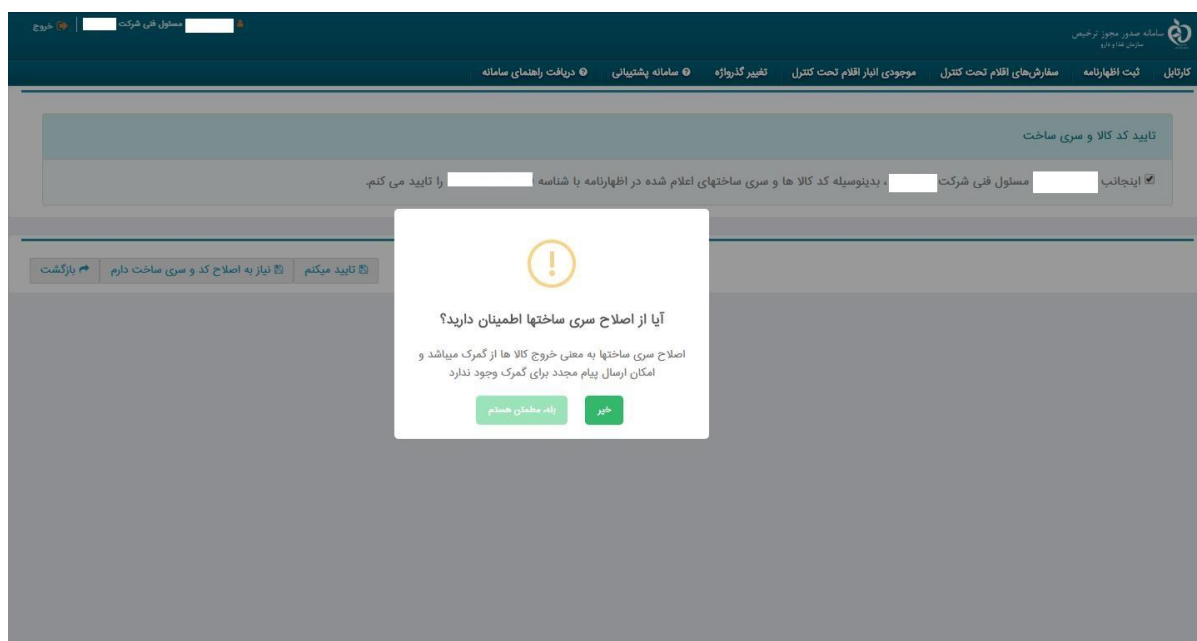 سامانه صدور مجوز ترخیص
سازمان غذا و دارو
مسئول فنی شرکت
خروج
کارتابل ثبت اظهارنامه سفارش‌های اقلام تحت کنترل موجودی انبار اقلام تحت کنترل تغییر گذرواژه سامانه پشتیبانی دریافت راهنمای سامانه
تایید کد کالا و سری ساخت
اینجانب مسئول فنی شرکت ، بدینوسیله کد کالا ها و سری ساختهای اعلام شده در اظهارنامه با شناسه را تایید می کنم.
تایید میکنم نیاز به اصلاح کد و سری ساخت دارم بازگشت
آیا از اصلاح سری ساختها اطمینان دارید؟
اصلاح سری ساختها به معنی خروج کالا ها از گمرک میباشد و
امکان ارسال پیام مجدد برای گمرک وجود ندارد
خیر بله، مطمئن هستم